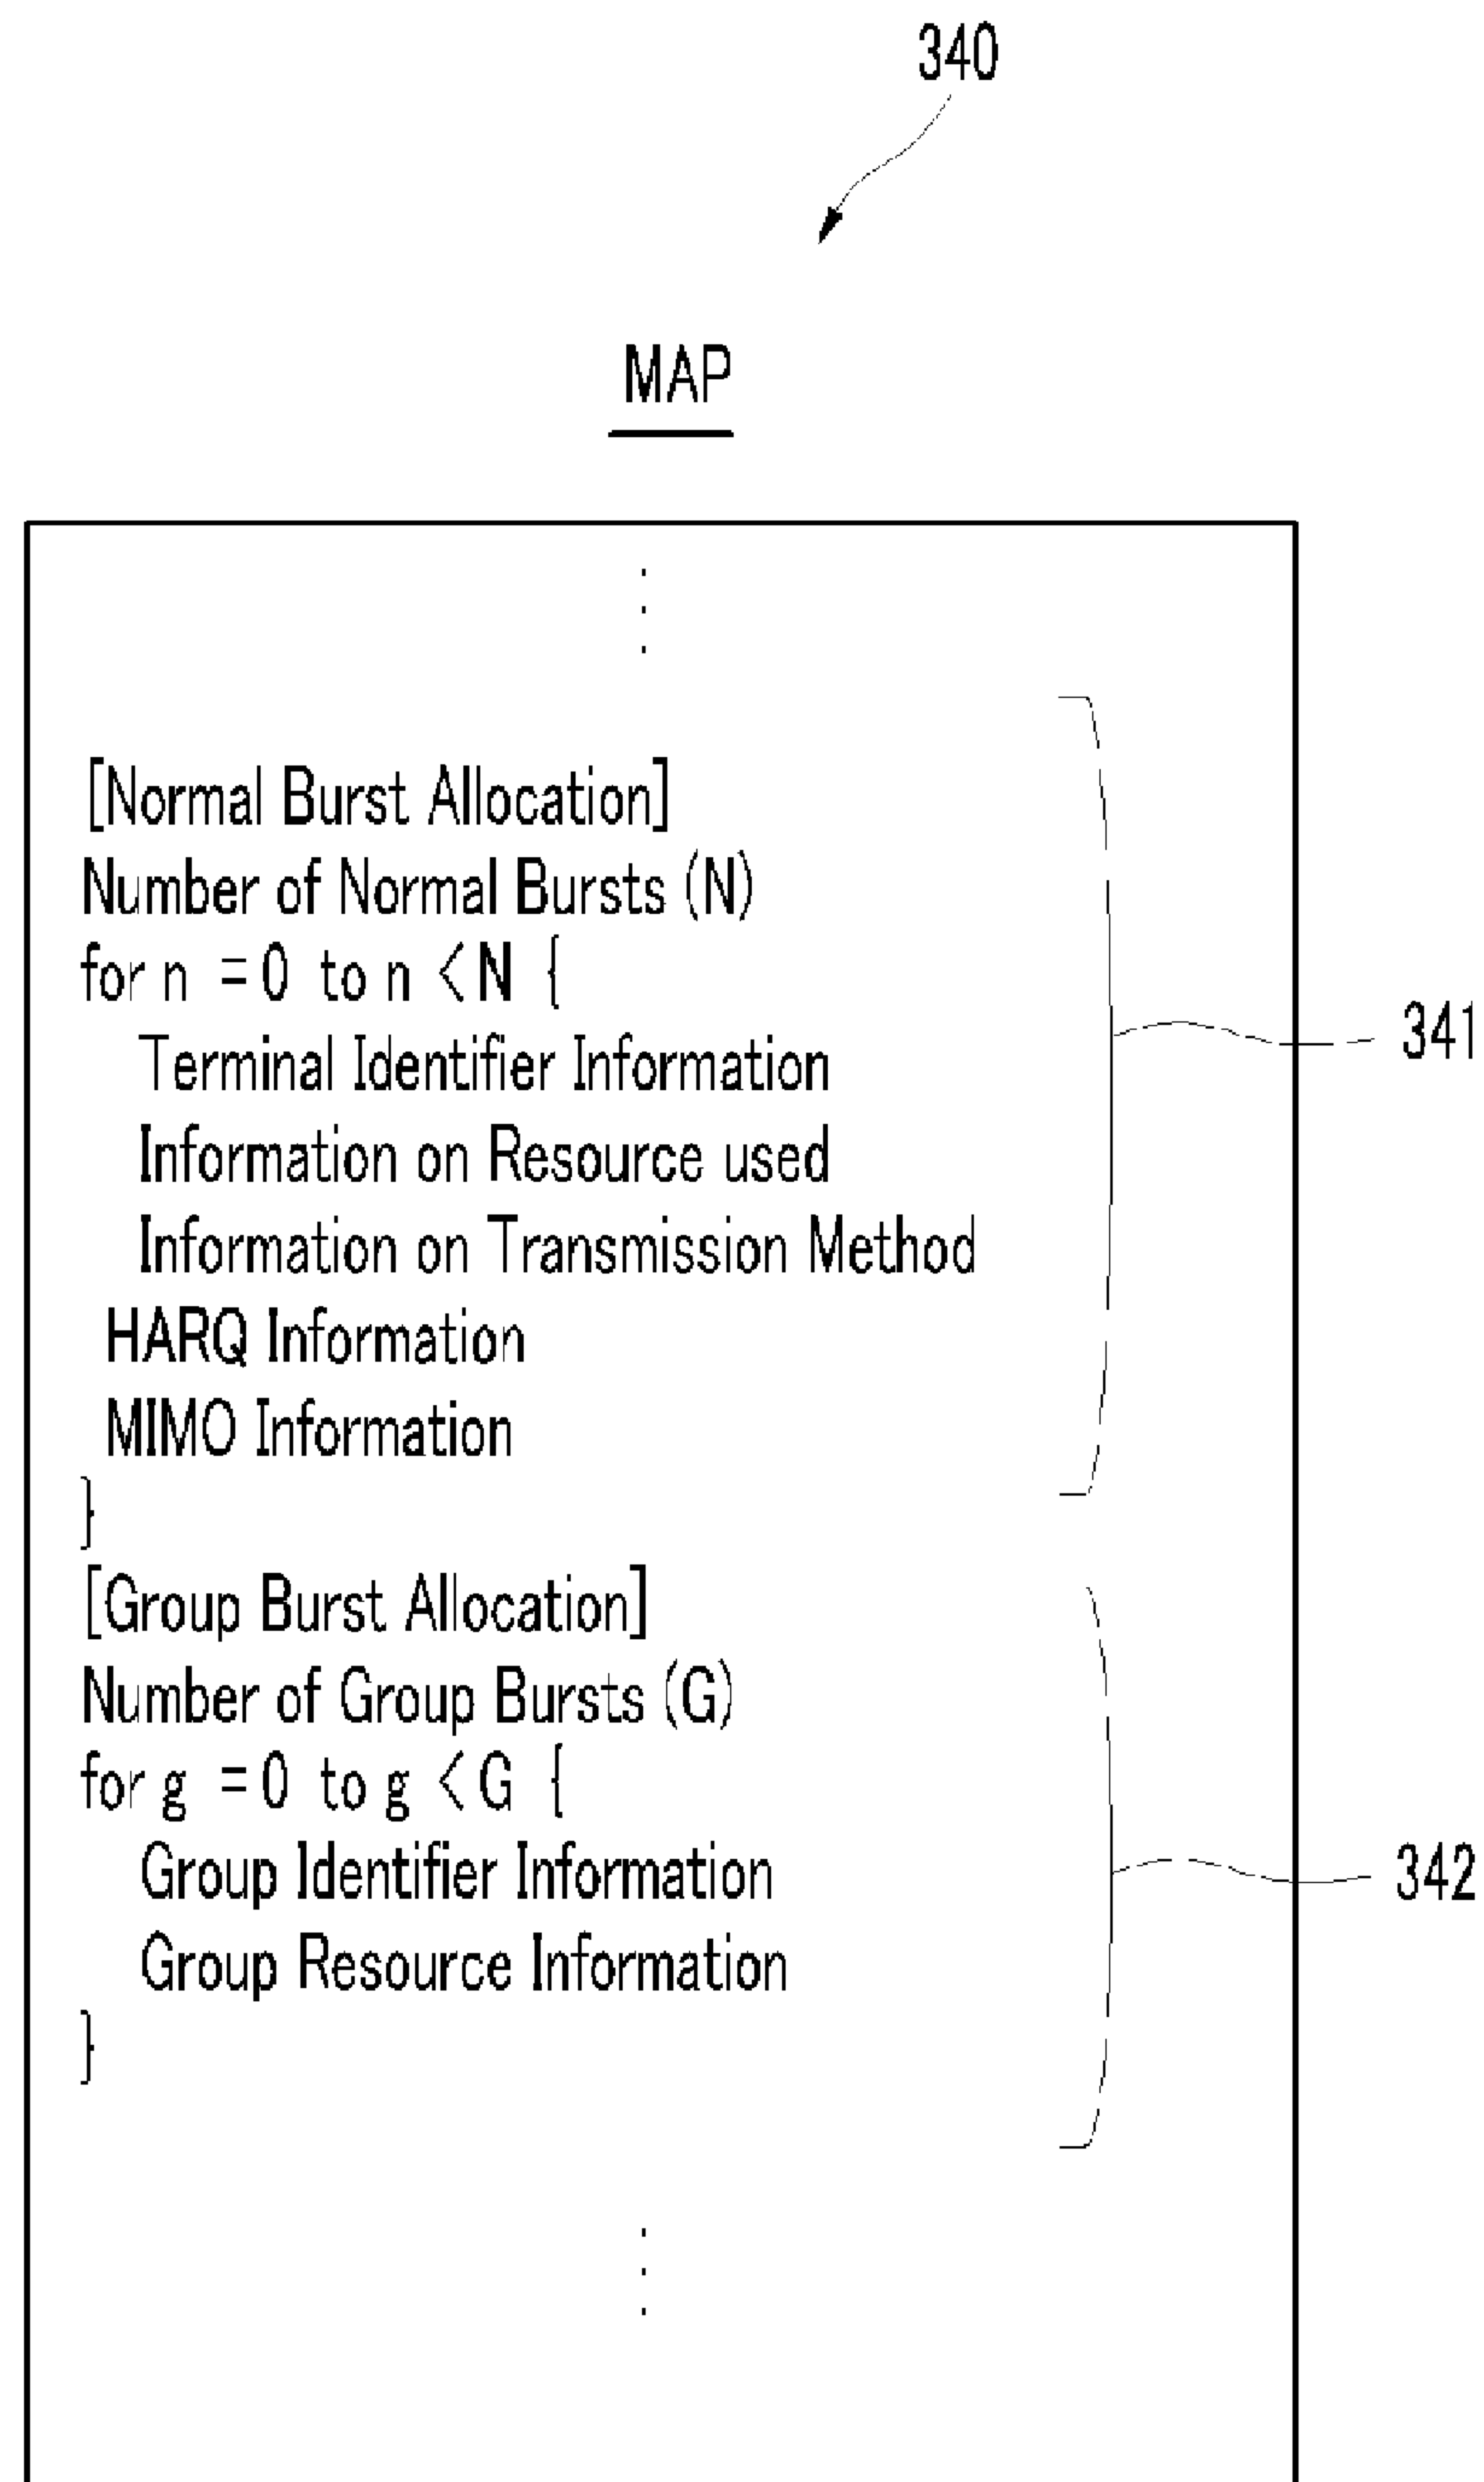 340
MAP
[Normal Burst Allocation]
Number of Normal Bursts (N)
for n = 0 to n < N {
Terminal Identifier Information
341
Information on Resource used
Information on Transmission Method
HARQ Information
MIMO Information
}
[Group Burst Allocation]
Number of Group Bursts (G)
for g = 0 to g < G {
Group Identifier Information
342
Group Resource Information
}